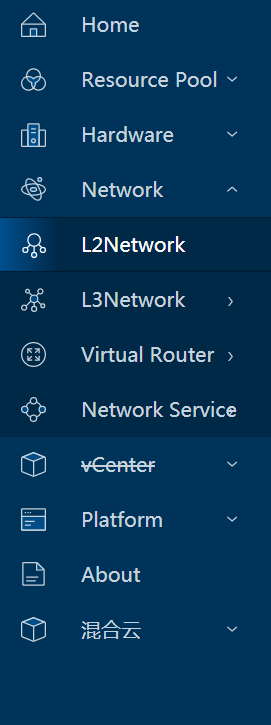 Home
Resource Pool
Hardware
Network
L2Network
L3Network
Virtual Router
Network Service
vCenter
Platform
About
混合云